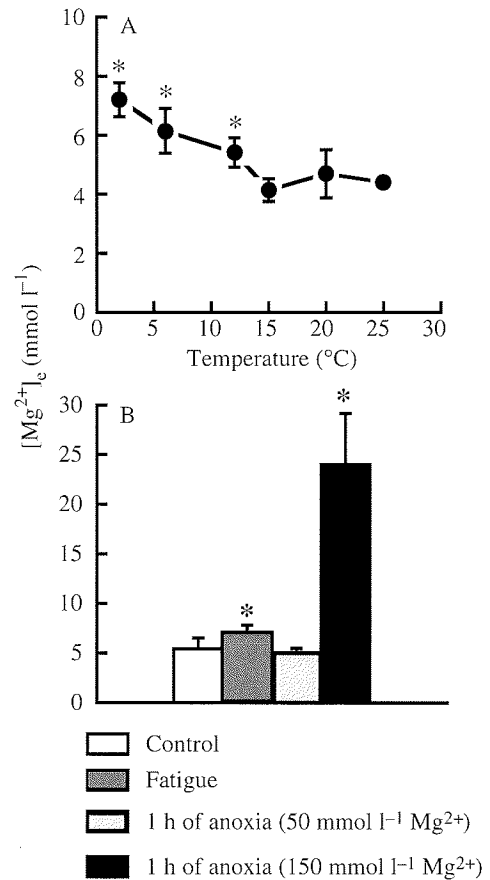 A
10
8
6
4
2
0
* * *
0 5 10 15 20 25 30
Temperature (°C)
[Mg²⁺]ₑ (mmol l⁻¹)
B
30
25
20
15
10
5
0
* *
Control
Fatigue
1 h of anoxia (50 mmol l⁻¹ Mg²⁺)
1 h of anoxia (150 mmol l⁻¹ Mg²⁺)